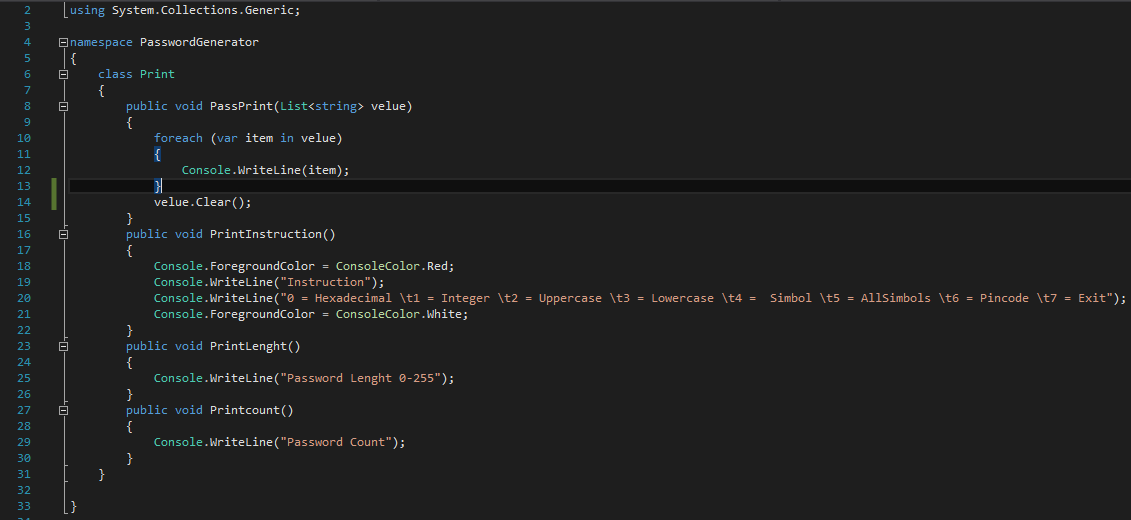 2 using System.Collections.Generic;
3
4 namespace PasswordGenerator
5 {
6 class Print
7 {
8 public void PassPrint(List<string> velue)
9 {
10 foreach (var item in velue)
11 {
12 Console.WriteLine(item);
13 }
14 velue.Clear();
15 }
16 public void PrintInstruction()
17 {
18 Console.ForegroundColor = ConsoleColor.Red;
19 Console.WriteLine("Instruction");
20 Console.WriteLine("0 = Hexadecimal \t1 = Integer \t2 = Uppercase \t3 = Lowercase \t4 =  Simbol \t5 = AllSimbols \t6 = Pincode \t7 = Exit");
21 Console.ForegroundColor = ConsoleColor.White;
22 }
23 public void PrintLenght()
24 {
25 Console.WriteLine("Password Lenght 0-255");
26 }
27 public void Printcount()
28 {
29 Console.WriteLine("Password Count");
30 }
31 }
32
33 }